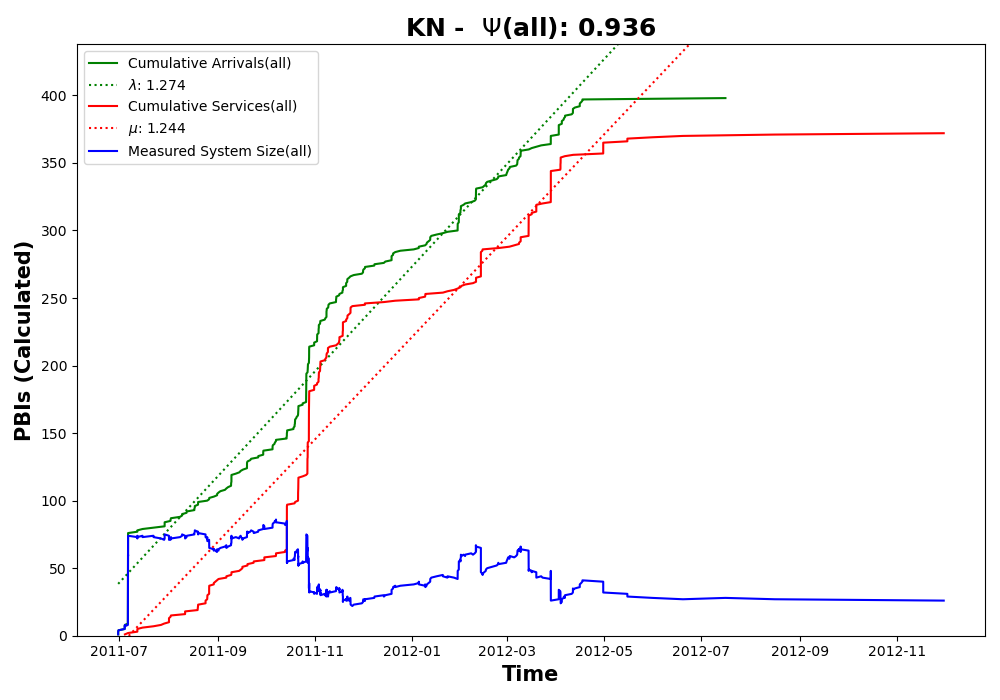 KN -  Ψ(all): 0.936
Cumulative Arrivals(all)
λ: 1.274
Cumulative Services(all)
μ: 1.244
Measured System Size(all)
PBIs (Calculated)
400
350
300
250
200
150
100
50
0
2011-07 2011-09 2011-11 2012-01 2012-03 2012-05 2012-07 2012-09 2012-11
Time